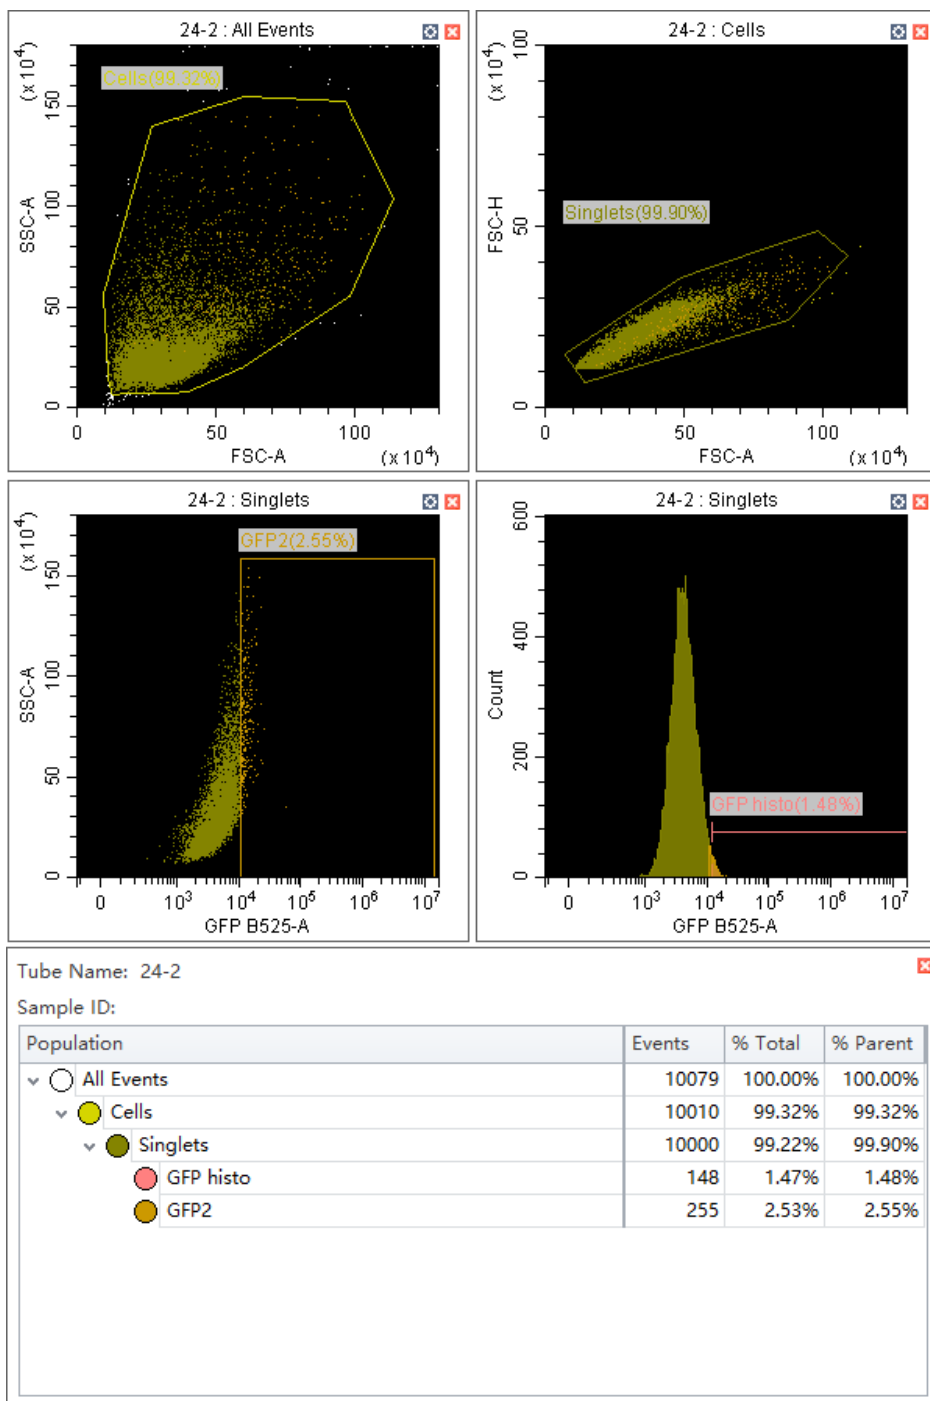 24-2 : All Events
(x 10⁴)
Cells(99.32%)
150
100
50
0
SSC-A
0 50 100
FSC-A (x 10⁴)
24-2 : Cells
(x 10⁴)
100
Singlets(99.90%)
50
0
FSC-H
0 50 100
FSC-A (x 10⁴)
24-2 : Singlets
(x 10⁴)
GFP2(2.55%)
150
100
50
0
SSC-A
0 10³ 10⁴ 10⁵ 10⁶ 10⁷
GFP B525-A
24-2 : Singlets
600
400
200
0
Count
GFP histo(1.48%)
0 10³ 10⁴ 10⁵ 10⁶ 10⁷
GFP B525-A
Tube Name: 24-2
Sample ID:
Population Events % Total % Parent
All Events 10079 100.00% 100.00%
Cells 10010 99.32% 99.32%
Singlets 10000 99.22% 99.90%
GFP histo 148 1.47% 1.48%
GFP2 255 2.53% 2.55%